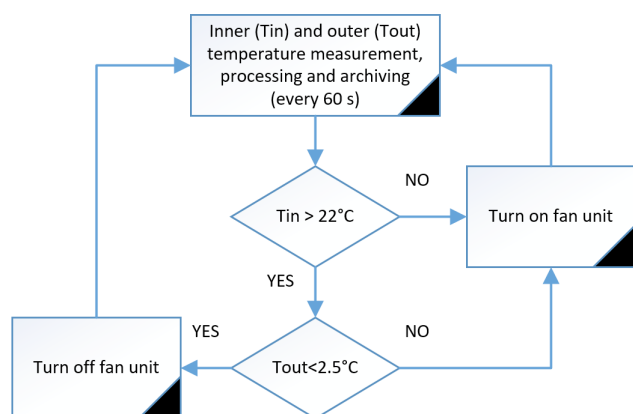 Inner (Tin) and outer (Tout)
temperature measurement,
processing and archiving
(every 60 s)
NO
Tin > 22°C
Turn on fan unit
YES
YES
NO
Turn off fan unit
Tout<2.5°C